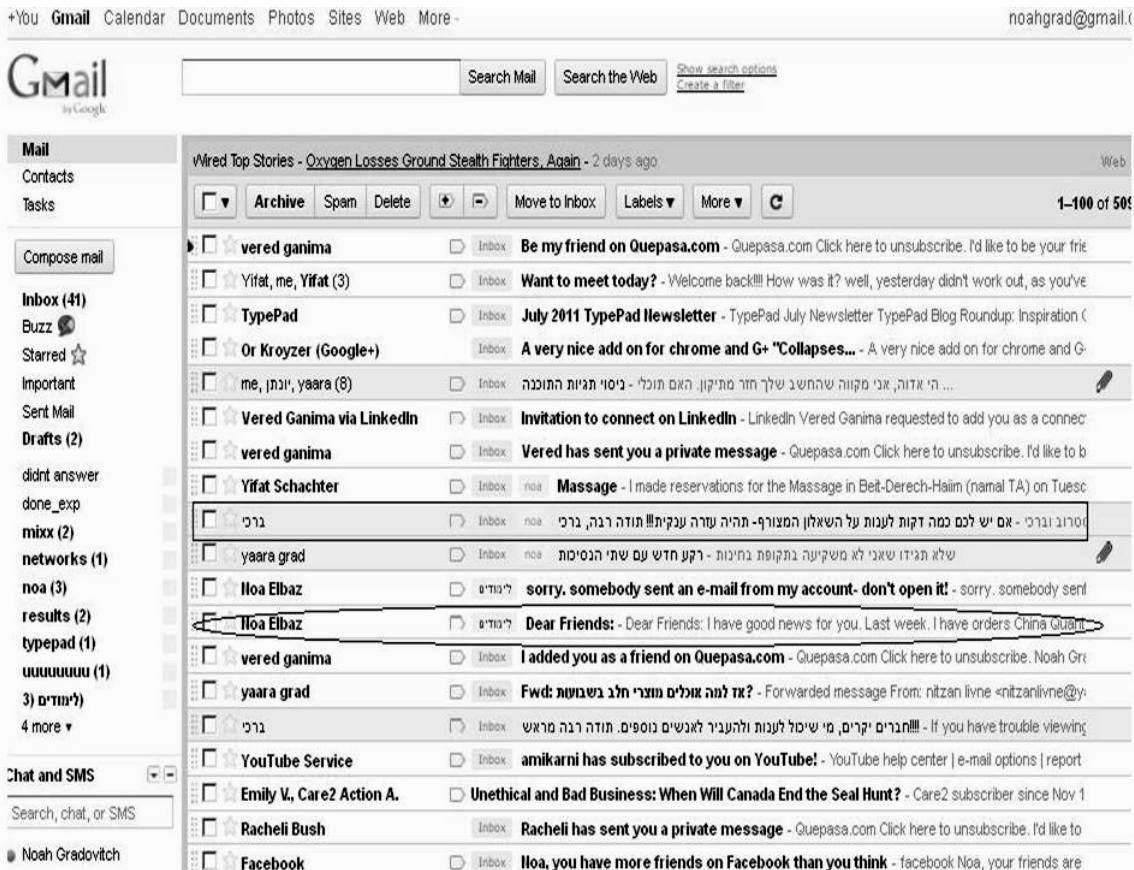 +You Gmail Calendar Documents Photos Sites Web More
noahgrad@gmail.
Gmail
by Google
Search Mail Search the Web Show search options
Create a filter
Mail
Contacts
Tasks
Compose mail
Inbox (41)
Buzz
Starred
Important
Sent Mail
Drafts (2)
didnt answer
done_exp
mixx (2)
networks (1)
noa (3)
results (2)
typepad (1)
uuuuuuuu (1)
לימודים (3)
4 more ▾
Chat and SMS
Search, chat, or SMS
Noah Gradovitch
Wired Top Stories - Oxygen Losses Ground Stealth Fighters, Again - 2 days ago Web
Archive Spam Delete Move to Inbox Labels ▾ More ▾ 1–100 of 509
vered ganima Inbox Be my friend on Quepasa.com - Quepasa.com Click here to unsubscribe. I'd like to be your frie
Yifat, me, Yifat (3) Inbox Want to meet today? - Welcome back!!!! How was it? well, yesterday didn't work out, as you've
TypePad Inbox July 2011 TypePad Newsletter - TypePad July Newsletter TypePad Blog Roundup: Inspiration (
Or Kroyzer (Google+) Inbox A very nice add on for chrome and G+ "Collapses... - A very nice add on for chrome and G-
me, יונתן, yaara (8) Inbox ניסוי תגיות התוכנה - הי אדוה, אני מקווה שהחשב שלך חזר מתיקון. האם תוכלי ...
Vered Ganima via LinkedIn Inbox Invitation to connect on LinkedIn - LinkedIn Vered Ganima requested to add you as a connec
vered ganima Inbox Vered has sent you a private message - Quepasa.com Click here to unsubscribe. I'd like to b
Yifat Schachter Inbox noa Massage - I made reservations for the Massage in Beit-Derech-Haiim (namal TA) on Tuesc
ברכי Inbox noa אם יש לכם כמה דקות לענות על השאלון המצורף- תהיה עזרה ענקית!!! תודה רבה, ברכי - סטרוב וברכי
yaara grad Inbox noa רקע חדש עם שתי הנסיכות - שלא תגידו שאני לא משקיעה בתקופת בחינות
Noa Elbaz לימודים sorry. somebody sent an e-mail from my account- don't open it! - sorry. somebody sent
Noa Elbaz לימודים Dear Friends: - Dear Friends: I have good news for you. Last week. I have orders China Quant
vered ganima Inbox I added you as a friend on Quepasa.com - Quepasa.com Click here to unsubscribe. Noah Gra
yaara grad Inbox Fwd: אז למה אוכלים מוצרי חלב בשבועות? - Forwarded message From: nitzan livne <nitzanlivne@y
ברכי Inbox חברים יקרים, מי שיכול לענות ולהעביר לאנשים נוספים. תודה רבה מראש!!!! - If you have trouble viewing
YouTube Service Inbox amikarni has subscribed to you on YouTube! - YouTube help center | e-mail options | report
Emily V., Care2 Action A. Unethical and Bad Business: When Will Canada End the Seal Hunt? - Care2 subscriber since Nov 1
Racheli Bush Inbox Racheli has sent you a private message - Quepasa.com Click here to unsubscribe. I'd like to
Facebook Inbox Noa, you have more friends on Facebook than you think - facebook Noa, your friends are